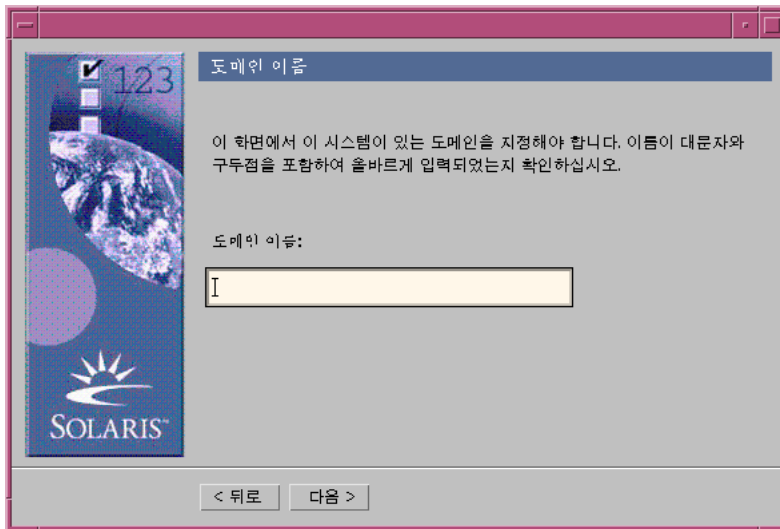 123
SOLARIS™
도메인 이름
이 화면에서 이 시스템이 있는 도메인을 지정해야 합니다. 이름이 대문자와
구두점을 포함하여 올바르게 입력되었는지 확인하십시오.
도메인 이름:
< 뒤로
다음 >